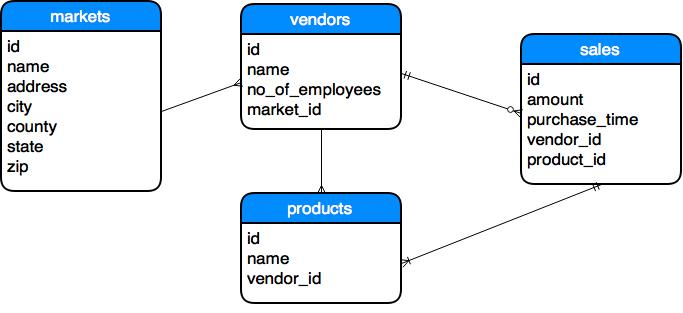 markets
id
name
address
city
county
state
zip
vendors
id
name
no_of_employees
market_id
sales
id
amount
purchase_time
vendor_id
product_id
products
id
name
vendor_id